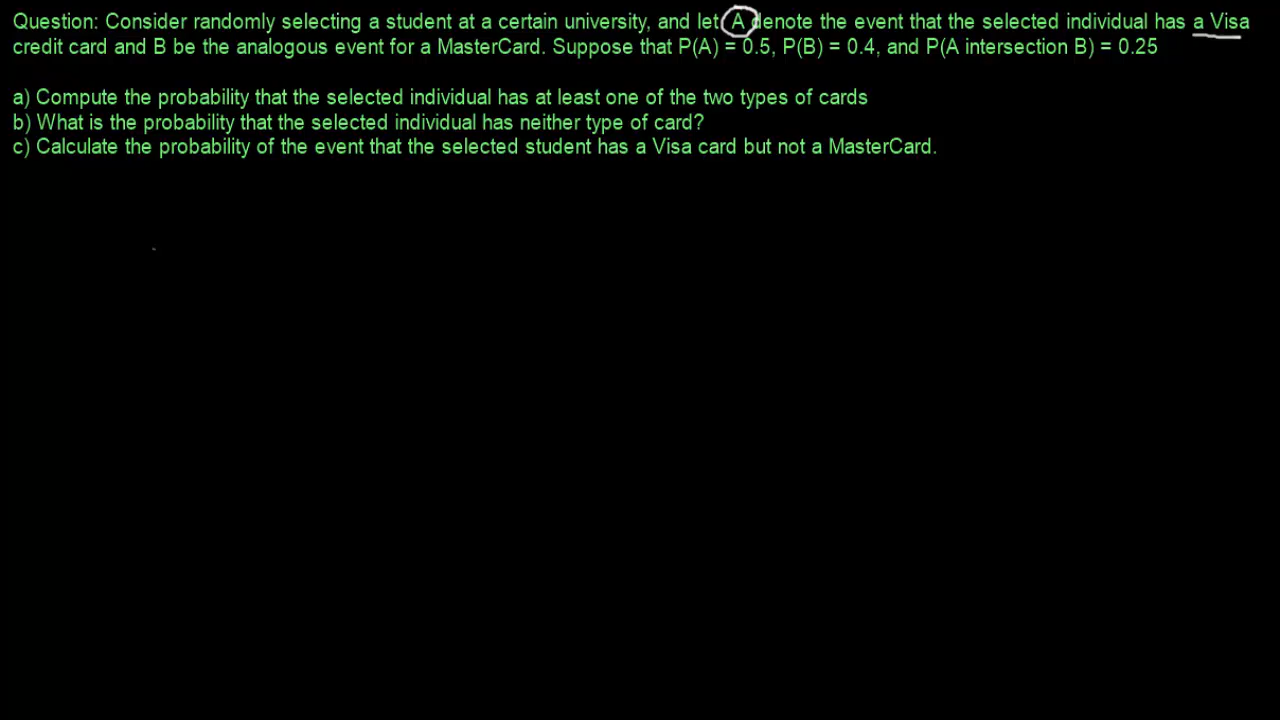 Question: Consider randomly selecting a student at a certain university, and let A denote the event that the selected individual has a Visa
credit card and B be the analogous event for a MasterCard. Suppose that P(A) = 0.5, P(B) = 0.4, and P(A intersection B) = 0.25
a) Compute the probability that the selected individual has at least one of the two types of cards
b) What is the probability that the selected individual has neither type of card?
c) Calculate the probability of the event that the selected student has a Visa card but not a MasterCard.